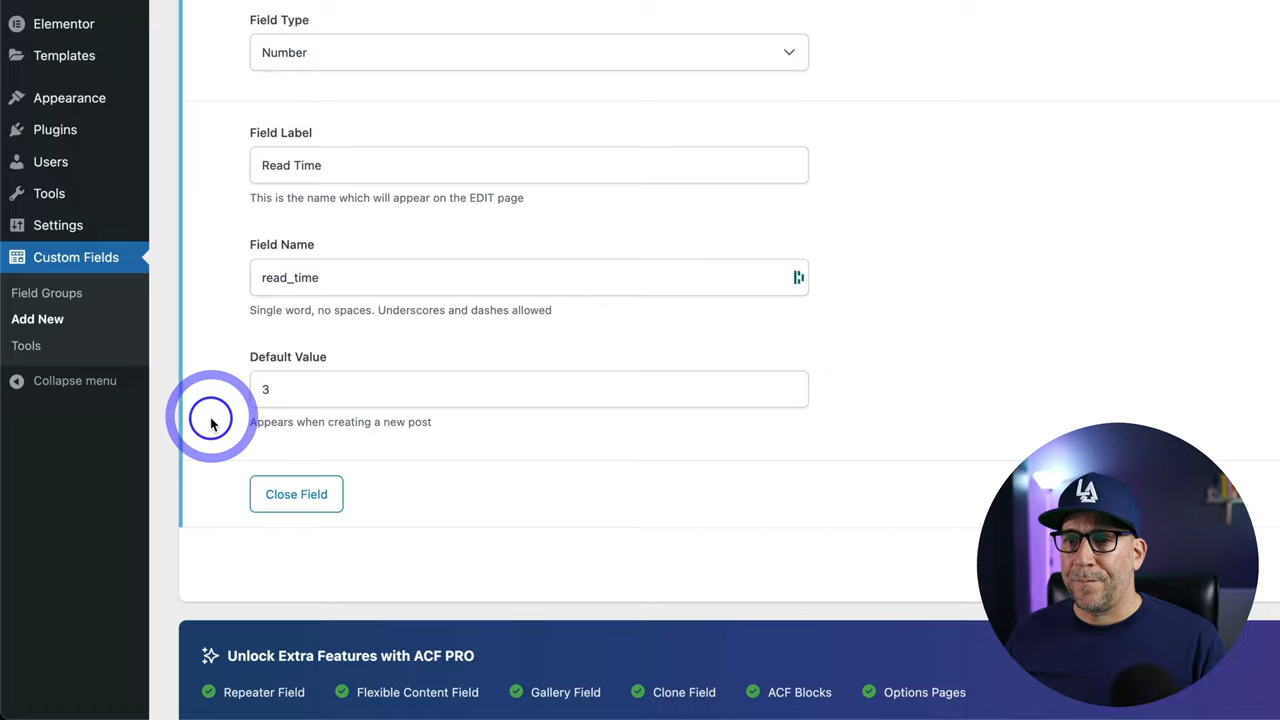 Elementor
Templates
Appearance
Plugins
Users
Tools
Settings
Custom Fields
Field Groups
Add New
Tools
Collapse menu
Field Type
Number
Field Label
Read Time
This is the name which will appear on the EDIT page
Field Name
read_time
Single word, no spaces. Underscores and dashes allowed
Default Value
3
Appears when creating a new post
Close Field
Unlock Extra Features with ACF PRO
Repeater Field
Flexible Content Field
Gallery Field
Clone Field
ACF Blocks
Options Pages
LA